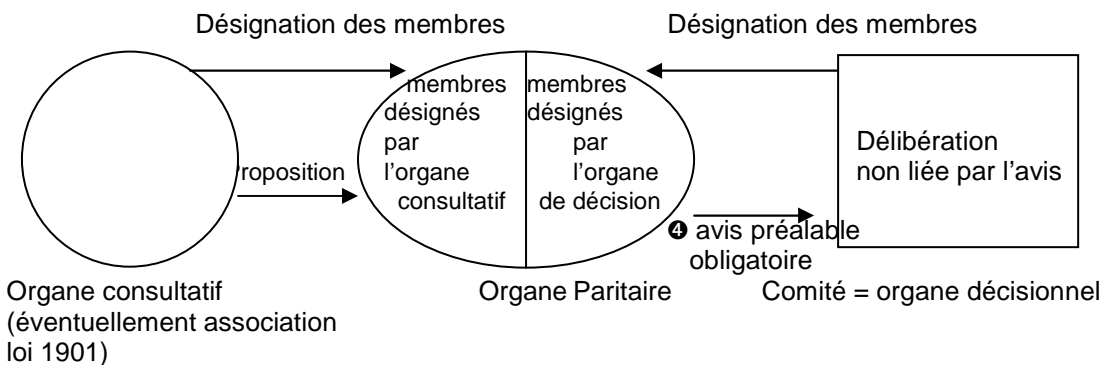 Désignation des membres
Désignation des membres
membres
désignés
par
l’organe
consultatif
membres
désignés
par
l’organe
de décision
Délibération
non liée par l’avis
roposition
❹ avis préalable
obligatoire
Organe consultatif
(éventuellement association
loi 1901)
Organe Paritaire
Comité = organe décisionnel